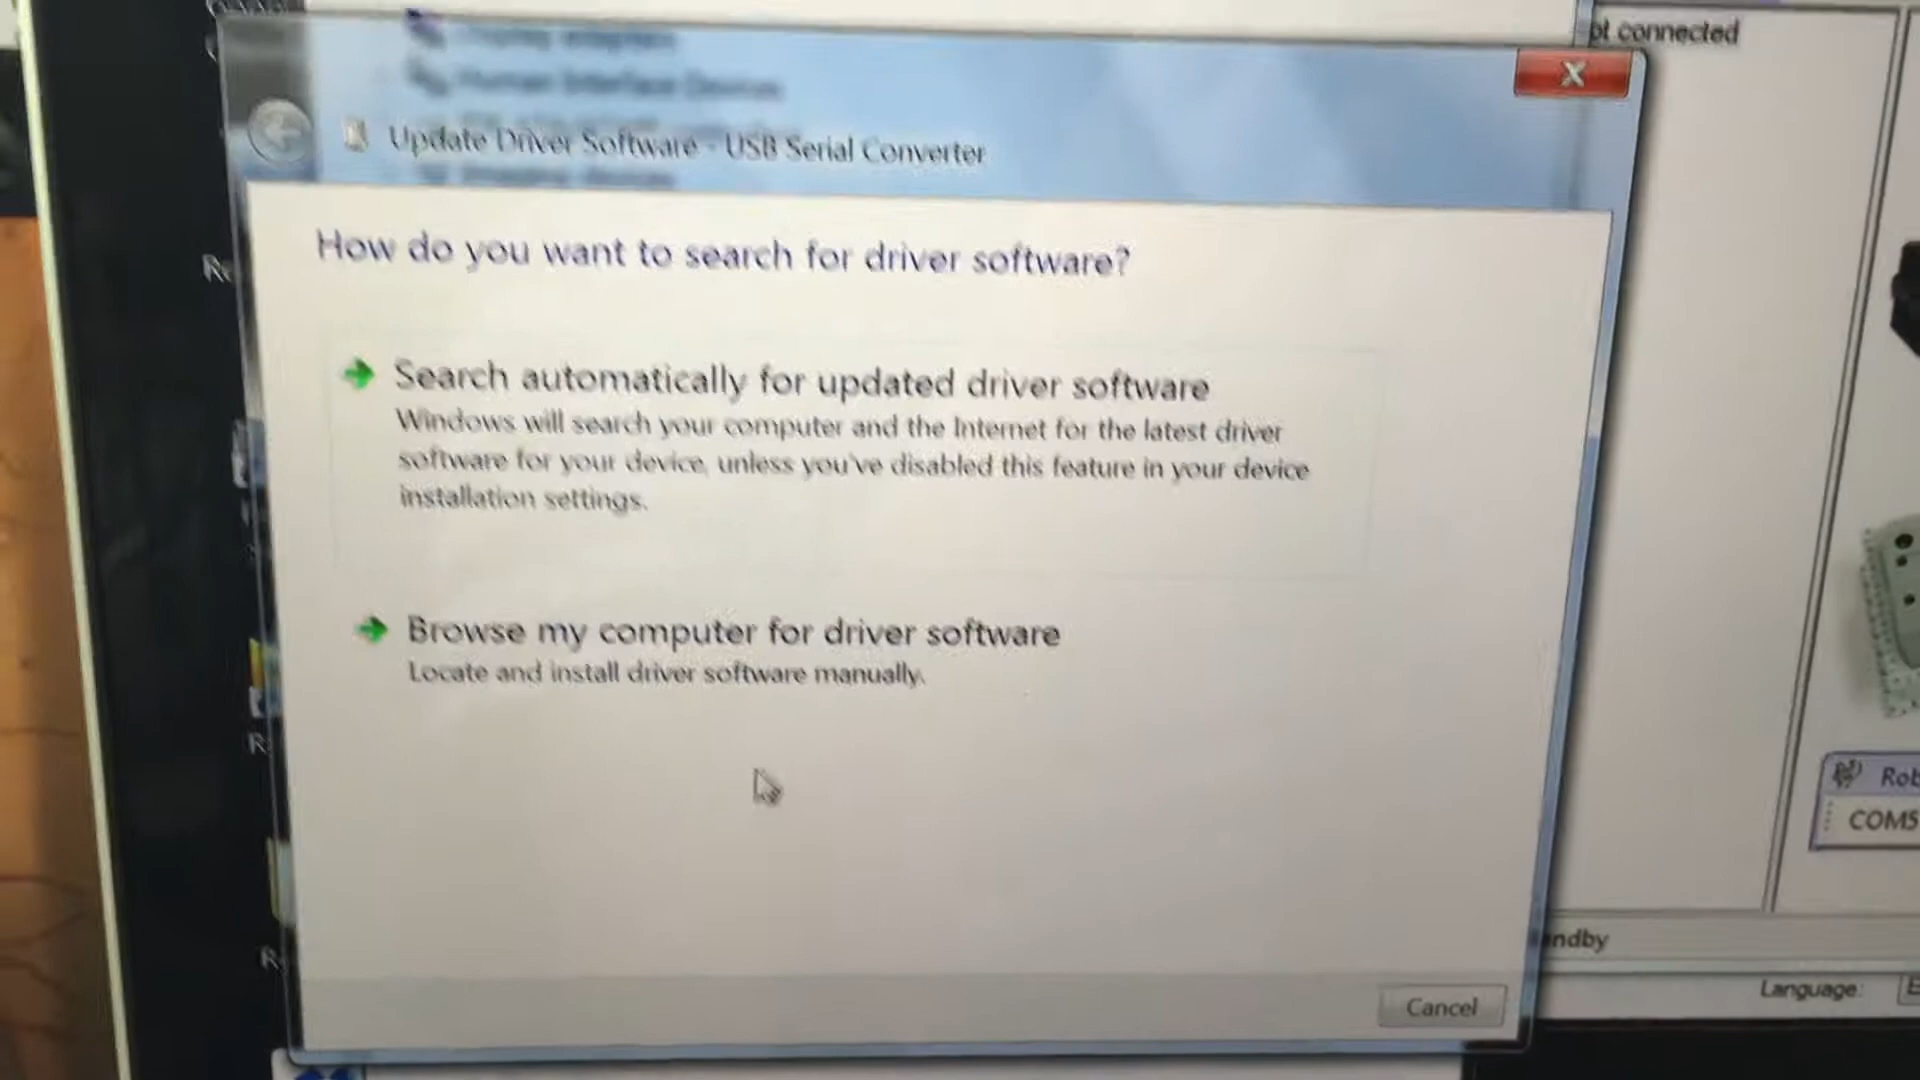 Human Interface Devices
Update Driver Software - USB Serial Converter
How do you want to search for driver software?
Search automatically for updated driver software
Windows will search your computer and the Internet for the latest driver
software for your device, unless you've disabled this feature in your device
installation settings.
Browse my computer for driver software
Locate and install driver software manually.
Cancel
connected
COM5
Language: